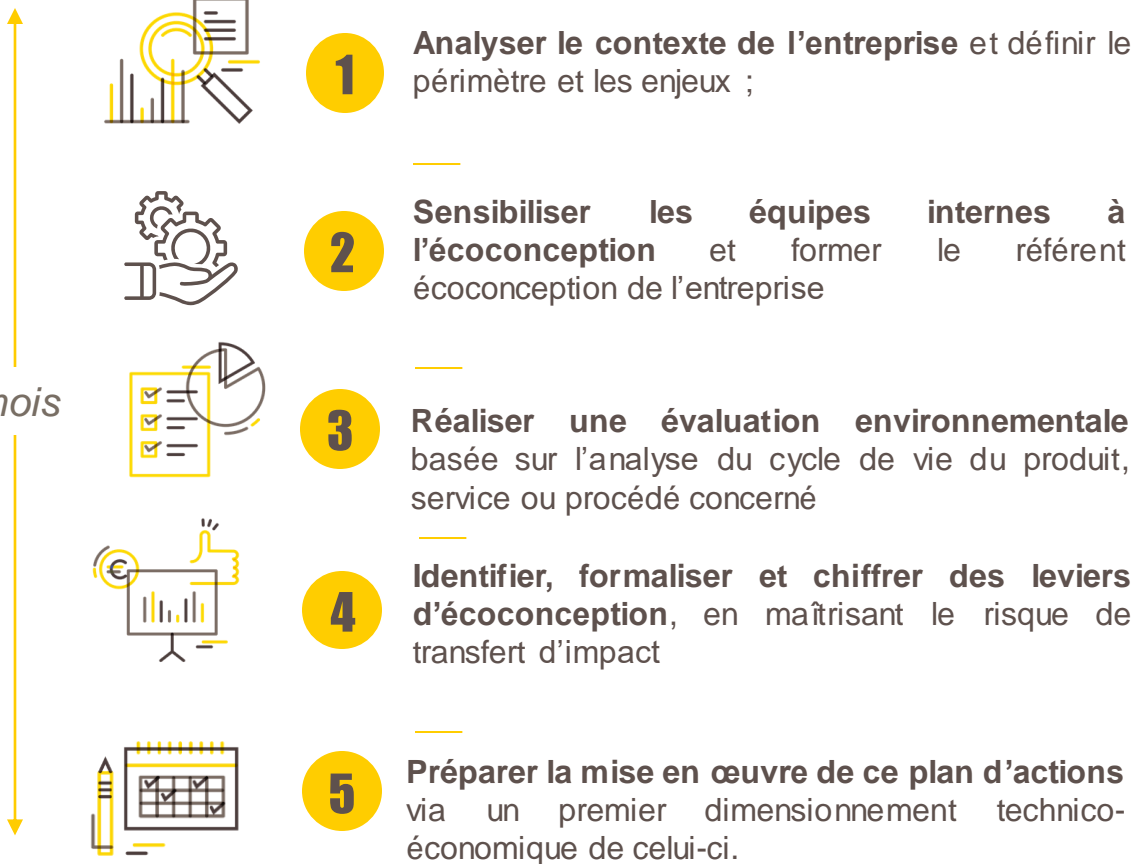 1
Analyser le contexte de l’entreprise et définir le
périmètre et les enjeux ;
2
Sensibiliser les équipes internes à
l’écoconception et former le référent
écoconception de l’entreprise
mois
3
Réaliser une évaluation environnementale
basée sur l’analyse du cycle de vie du produit,
service ou procédé concerné
€
4
Identifier, formaliser et chiffrer des leviers
d’écoconception, en maîtrisant le risque de
transfert d’impact
5
Préparer la mise en œuvre de ce plan d’actions
via un premier dimensionnement technico-
économique de celui-ci.